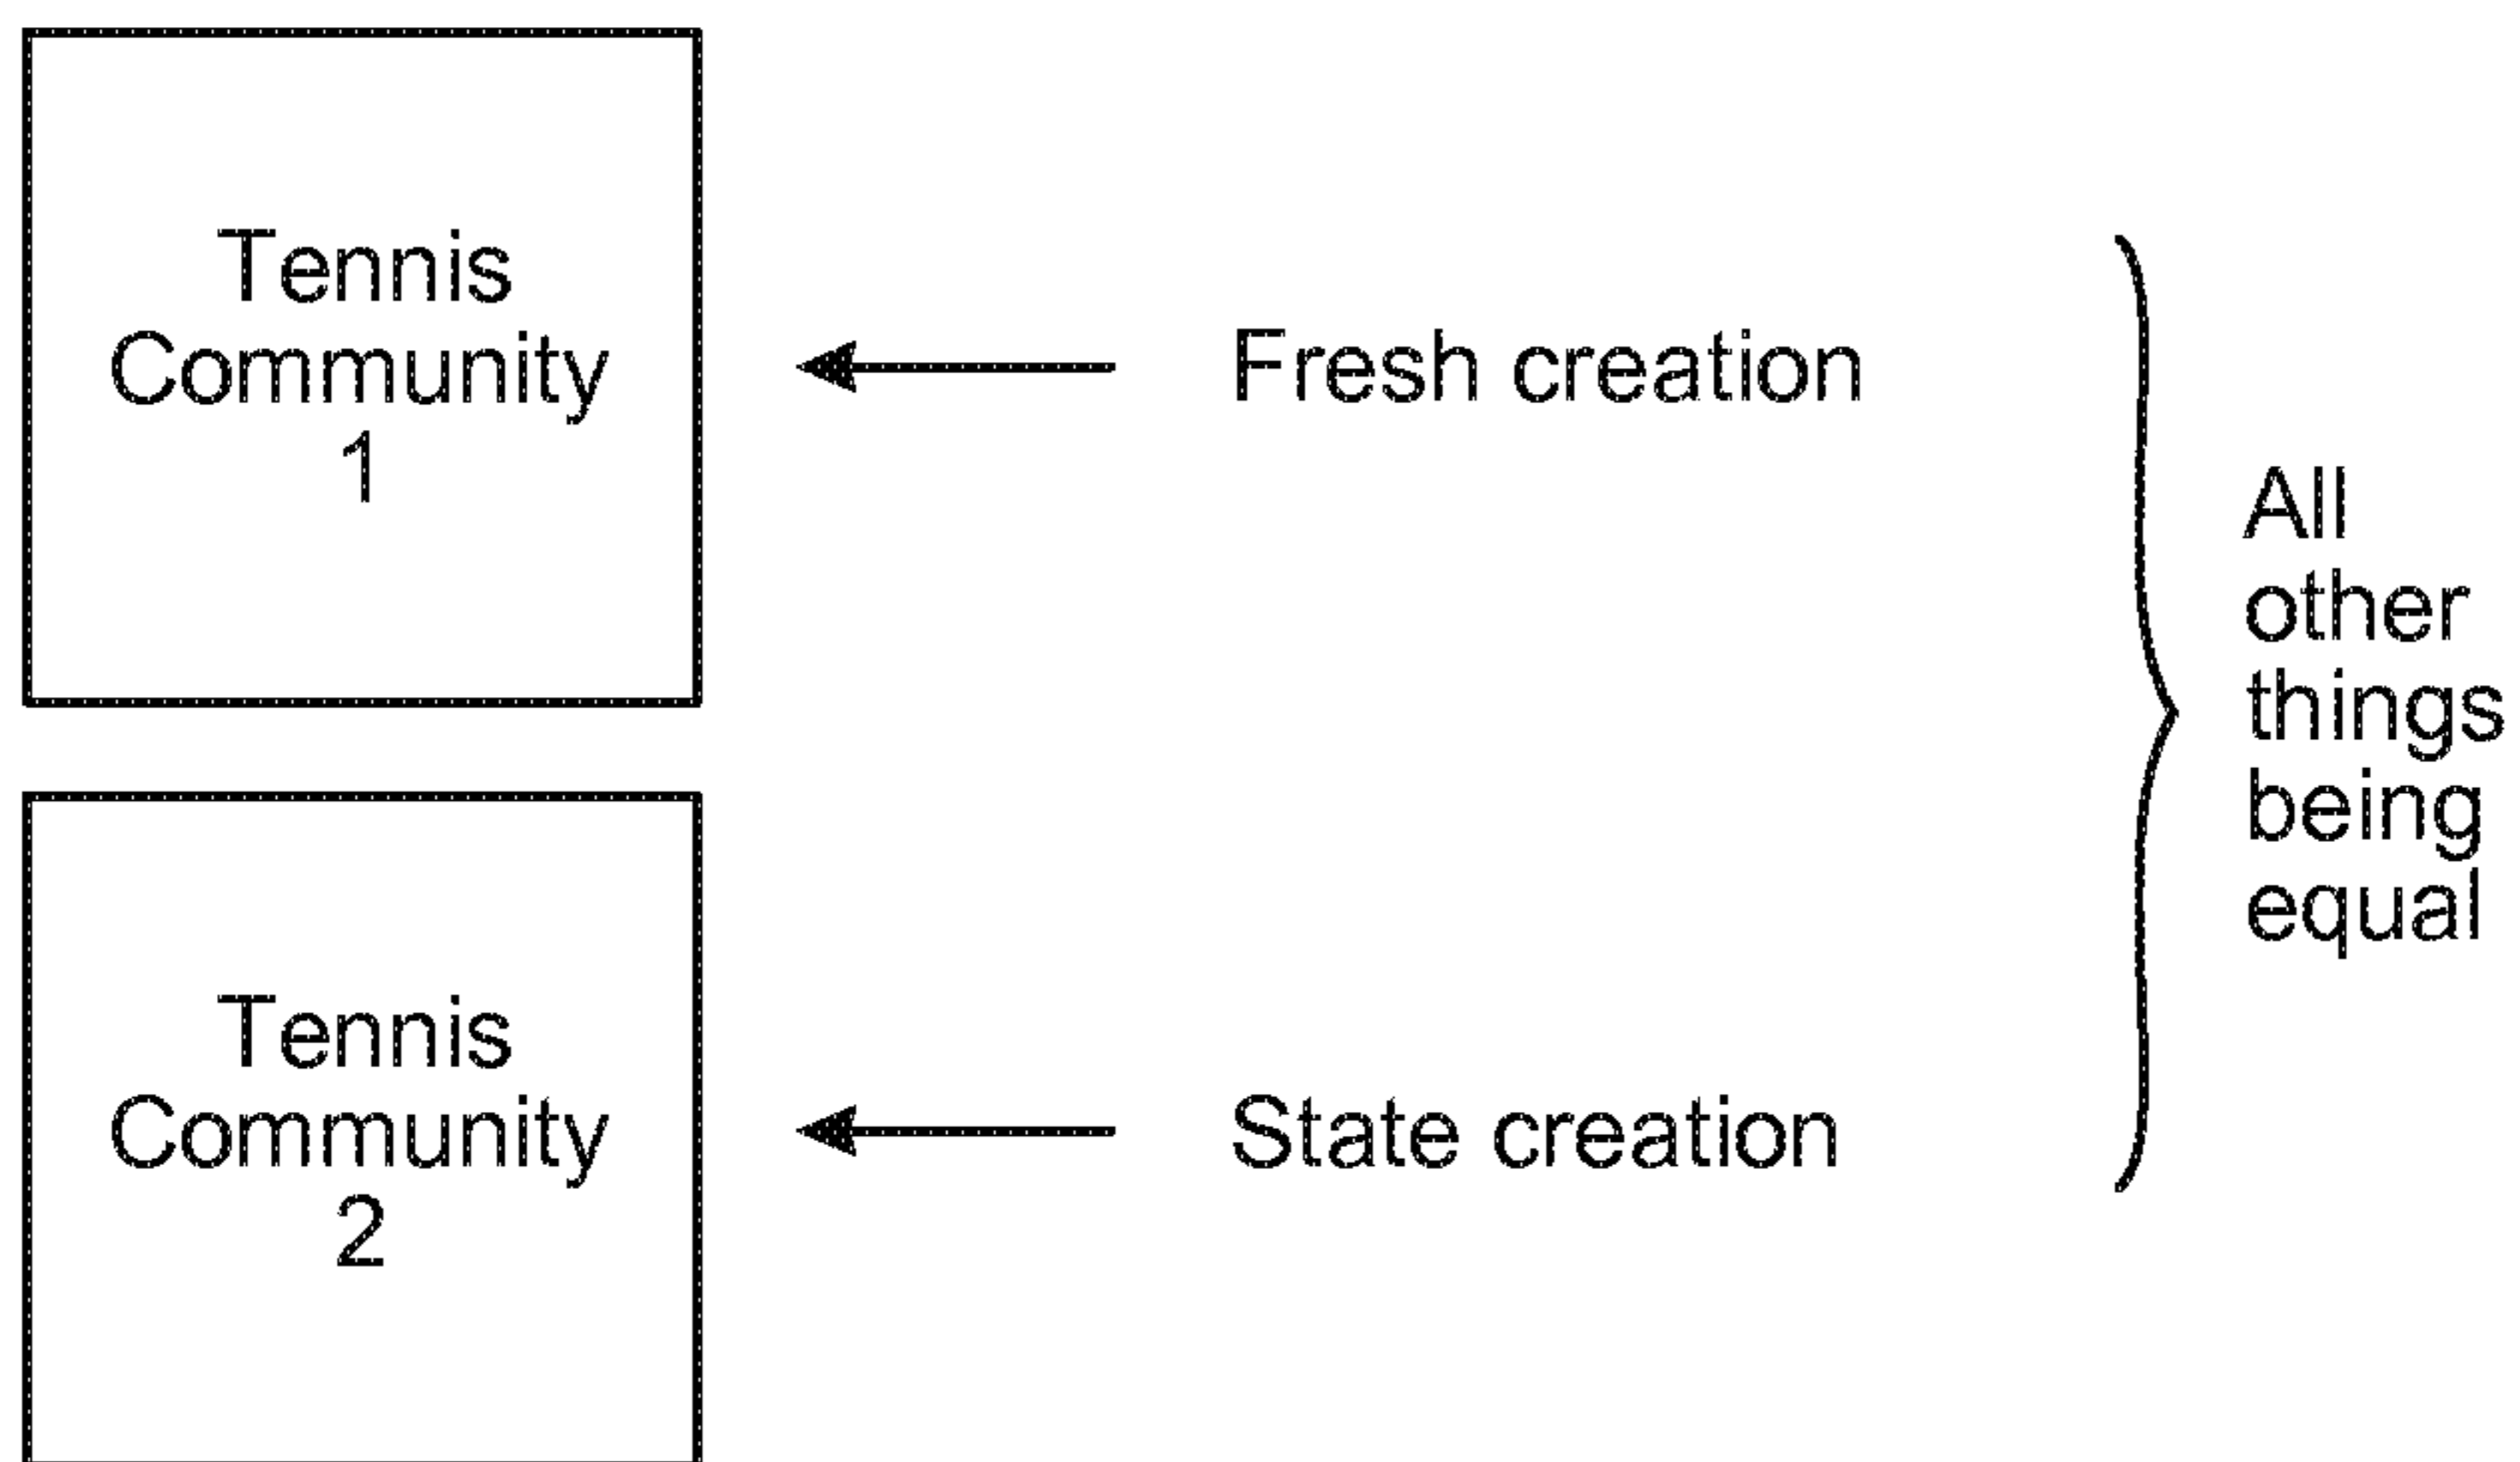 Tennis
Community
1
Fresh creation
All
other
things
being
equal
Tennis
Community
2
State creation